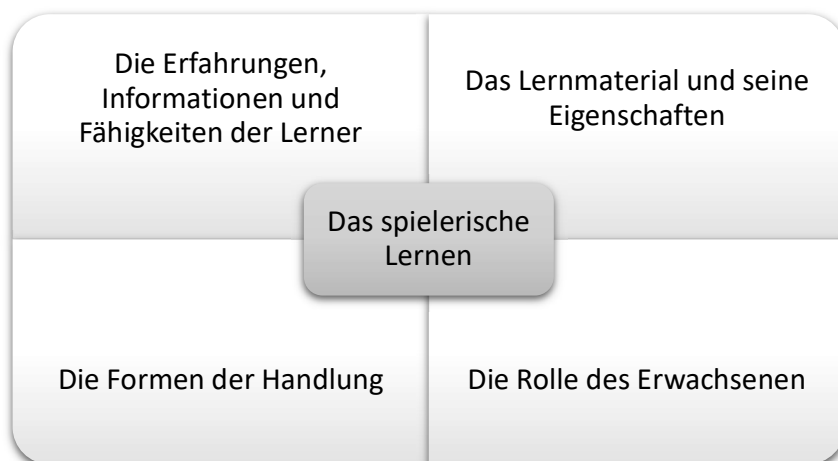 Die Erfahrungen,
Informationen und
Fähigkeiten der Lerner
Das Lernmaterial und seine
Eigenschaften
Das spielerische
Lernen
Die Formen der Handlung
Die Rolle des Erwachsenen